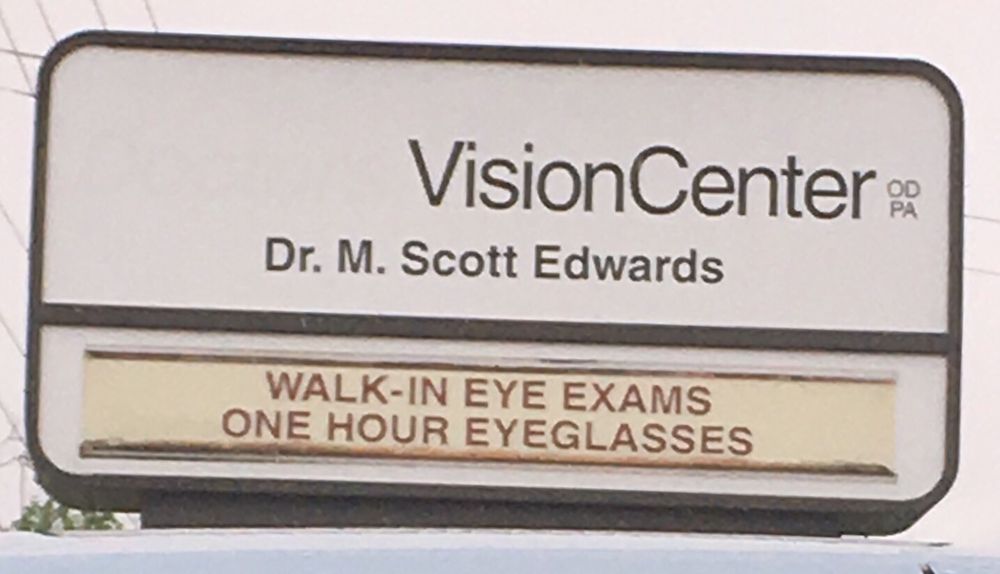 VisionCenter OD PA
Dr. M. Scott Edwards
WALK-IN EYE EXAMS
ONE HOUR EYEGLASSES